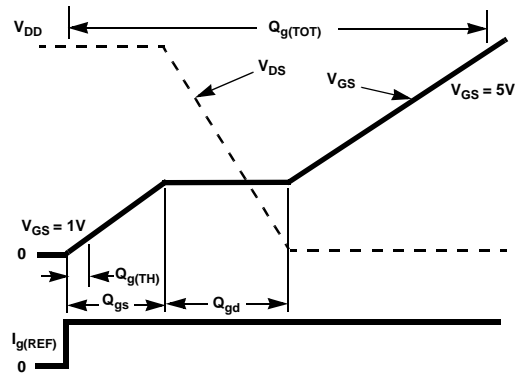 V_DD
Q_g(TOT)
V_DS
V_GS
V_GS = 5V
V_GS = 1V
0
Q_g(TH)
Q_gs
Q_gd
I_g(REF)
0